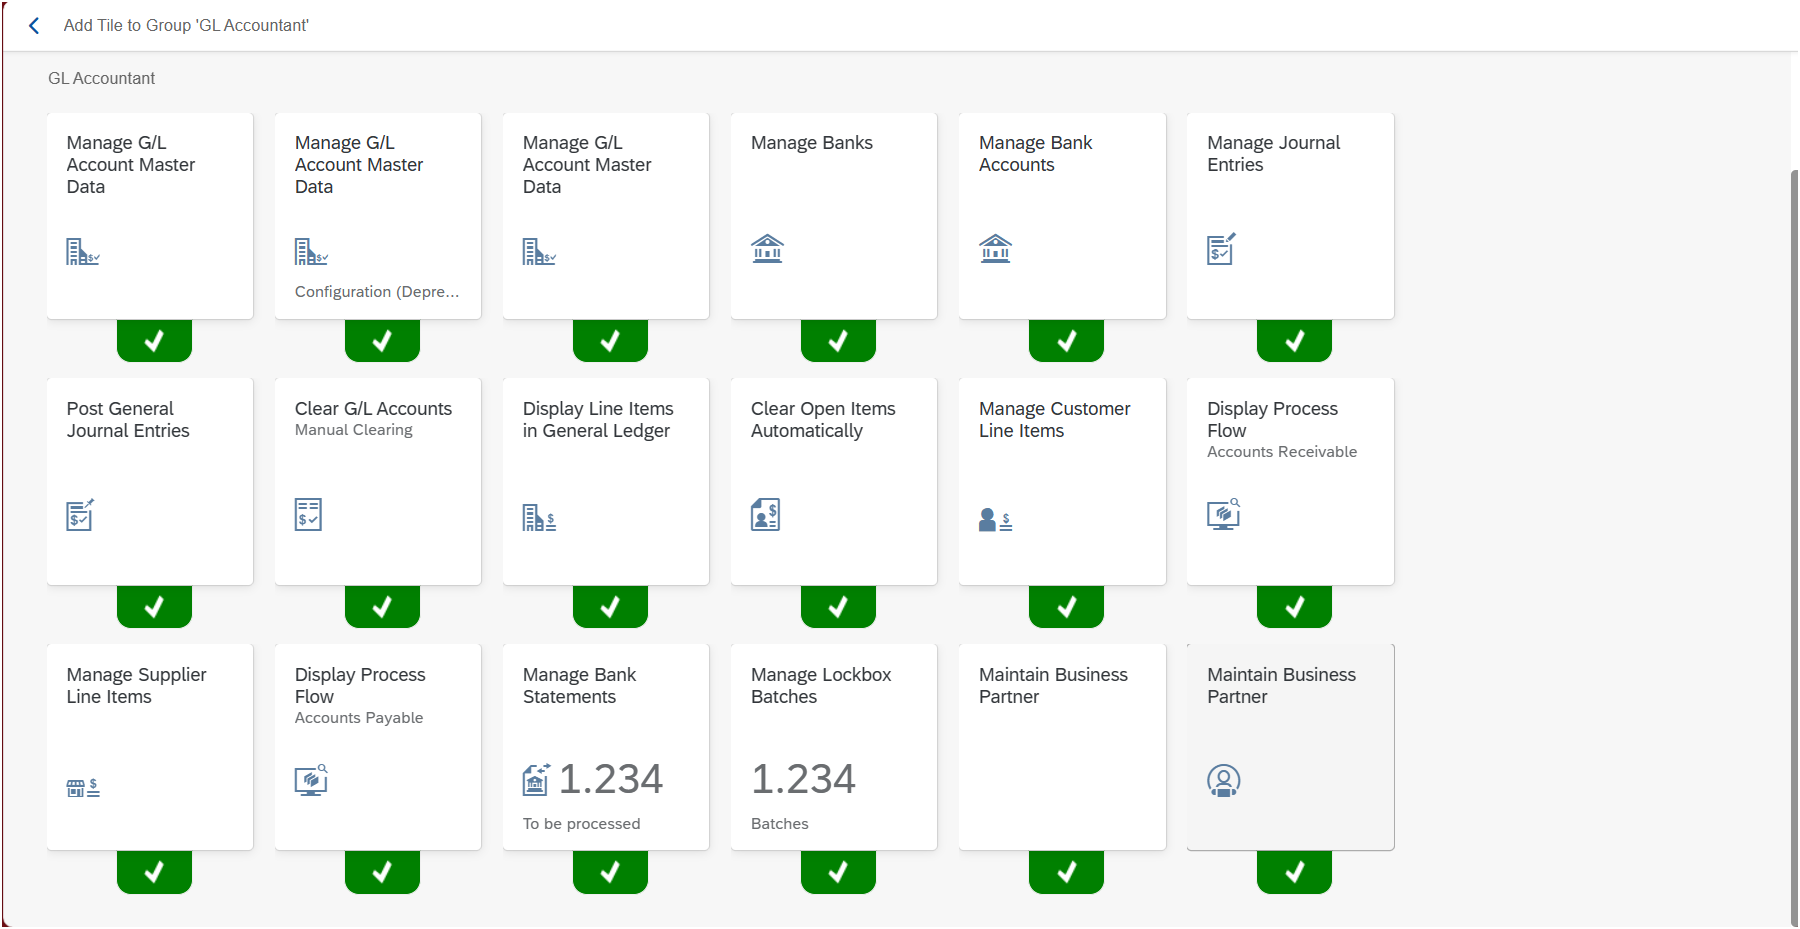 Add Tile to Group 'GL Accountant'
GL Accountant
Manage G/L
Account Master
Data
Manage G/L
Account Master
Data
Configuration (Depre...
Manage G/L
Account Master
Data
Manage Banks
Manage Bank
Accounts
Manage Journal
Entries
Post General
Journal Entries
Clear G/L Accounts
Manual Clearing
Display Line Items
in General Ledger
Clear Open Items
Automatically
Manage Customer
Line Items
Display Process
Flow
Accounts Receivable
Manage Supplier
Line Items
Display Process
Flow
Accounts Payable
Manage Bank
Statements
1.234
To be processed
Manage Lockbox
Batches
1.234
Batches
Maintain Business
Partner
Maintain Business
Partner